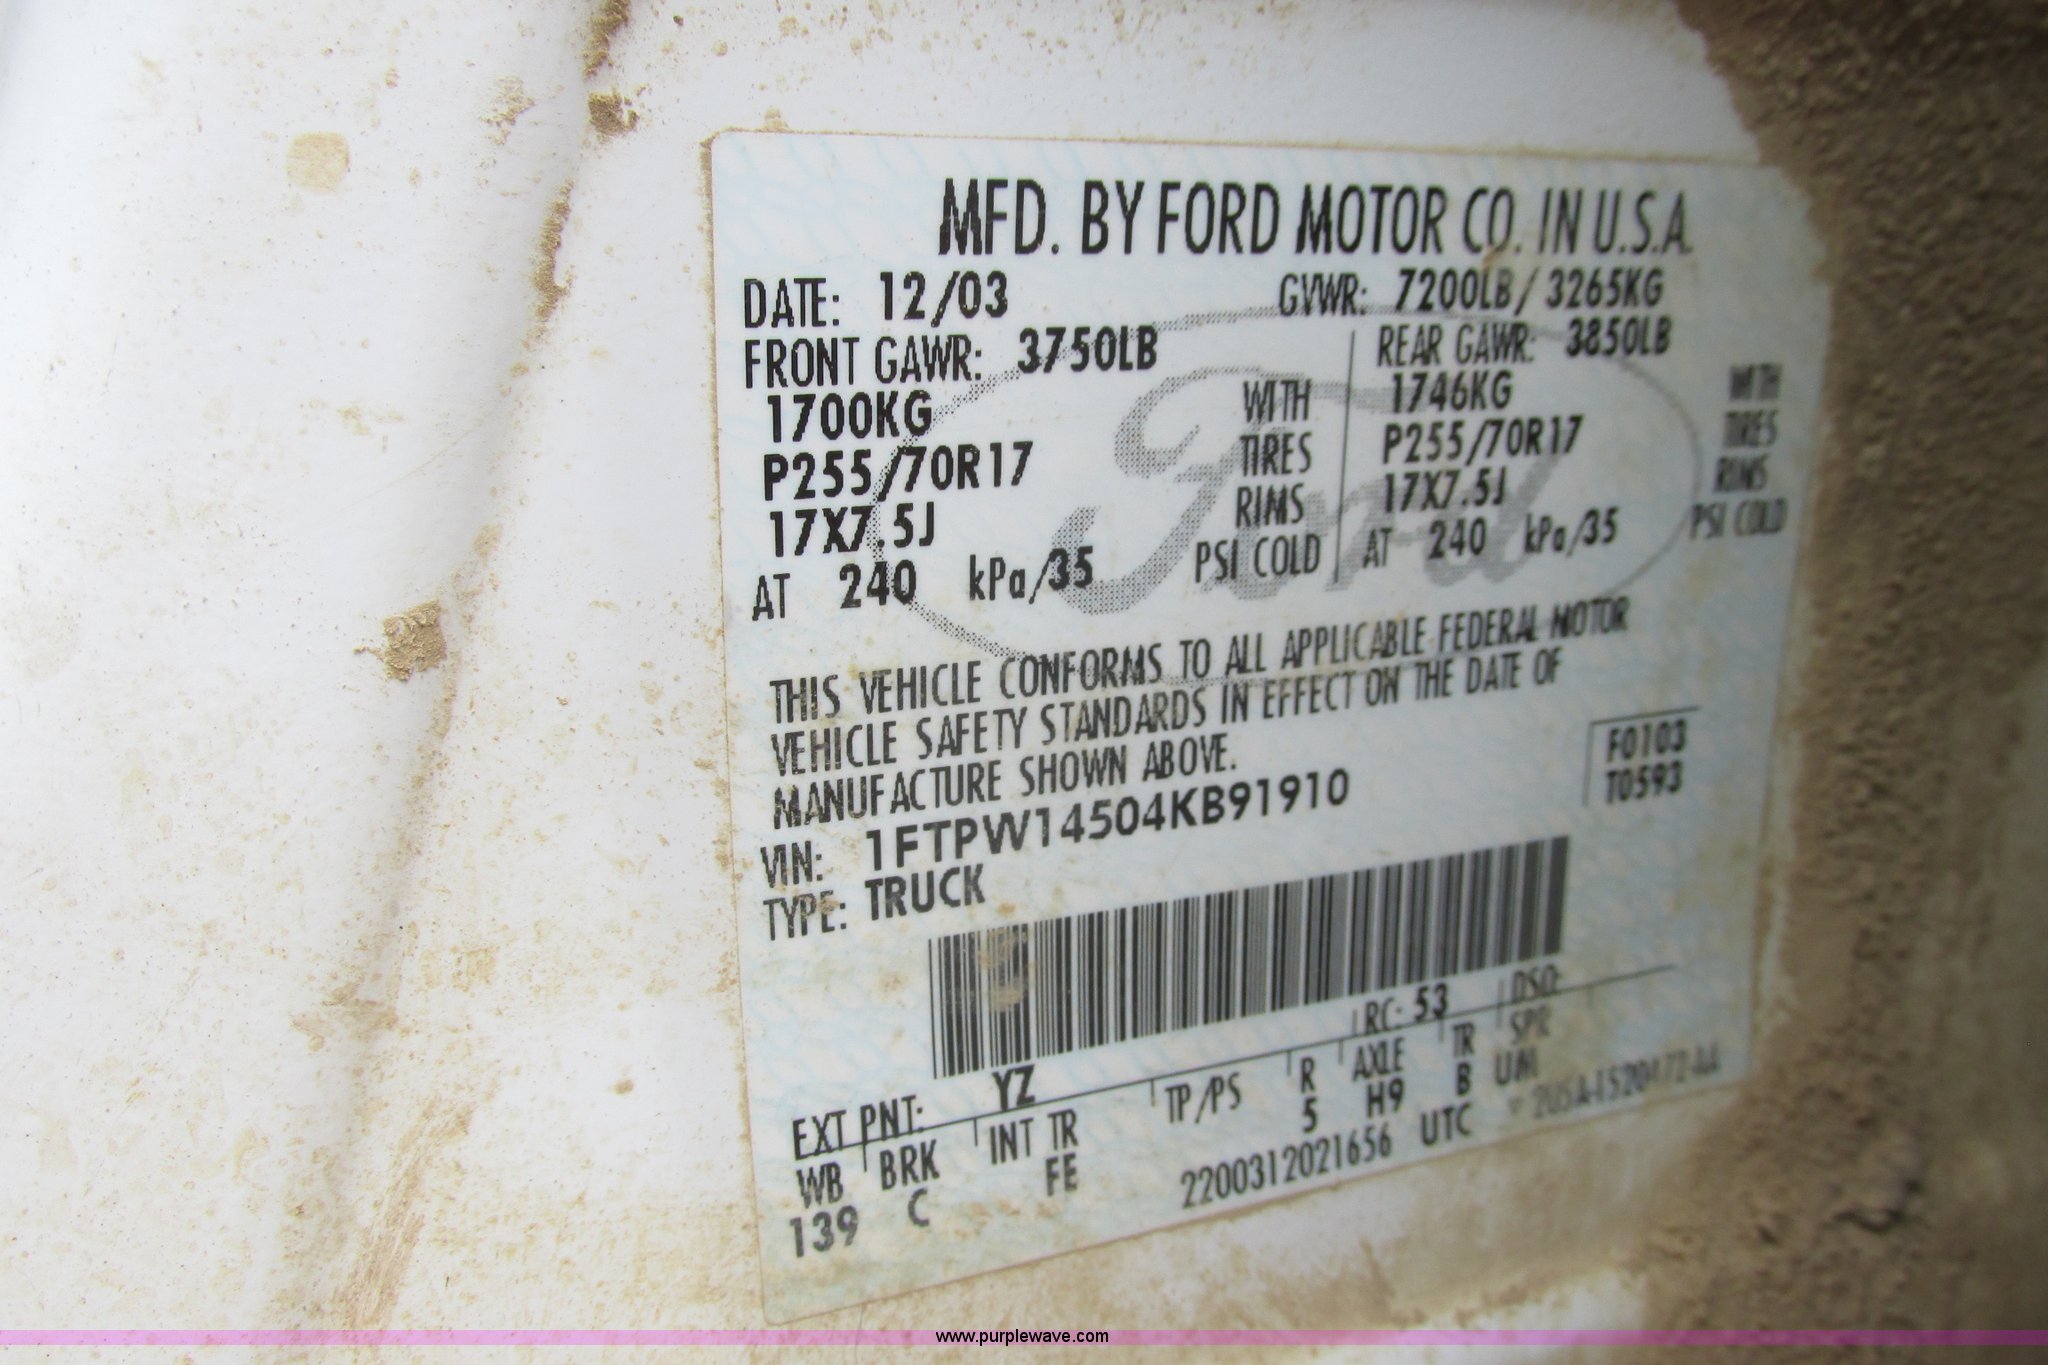 MFD. BY FORD MOTOR CO. IN U.S.A.
DATE: 12/03 GVWR: 7200LB / 3265KG
FRONT GAWR: 3750LB REAR GAWR: 3850LB
1700KG WITH 1746KG WITH
P255/70R17 TIRES P255/70R17 TIRES
17X7.5J RIMS 17X7.5J RIMS
AT 240 kPa/35 PSI COLD AT 240 kPa/35 PSI COLD
Ford
THIS VEHICLE CONFORMS TO ALL APPLICABLE FEDERAL MOTOR
VEHICLE SAFETY STANDARDS IN EFFECT ON THE DATE OF
MANUFACTURE SHOWN ABOVE.
F0103
T0593
VIN: 1FTPW14504KB91910
TYPE: TRUCK
EXT PNT: YZ RC: 53 DSO:
WB BRK INT TR TP/PS R AXLE TR SPR
139 C FE 5 H9 B UM
2200312021656 UTC
www.purplewave.com